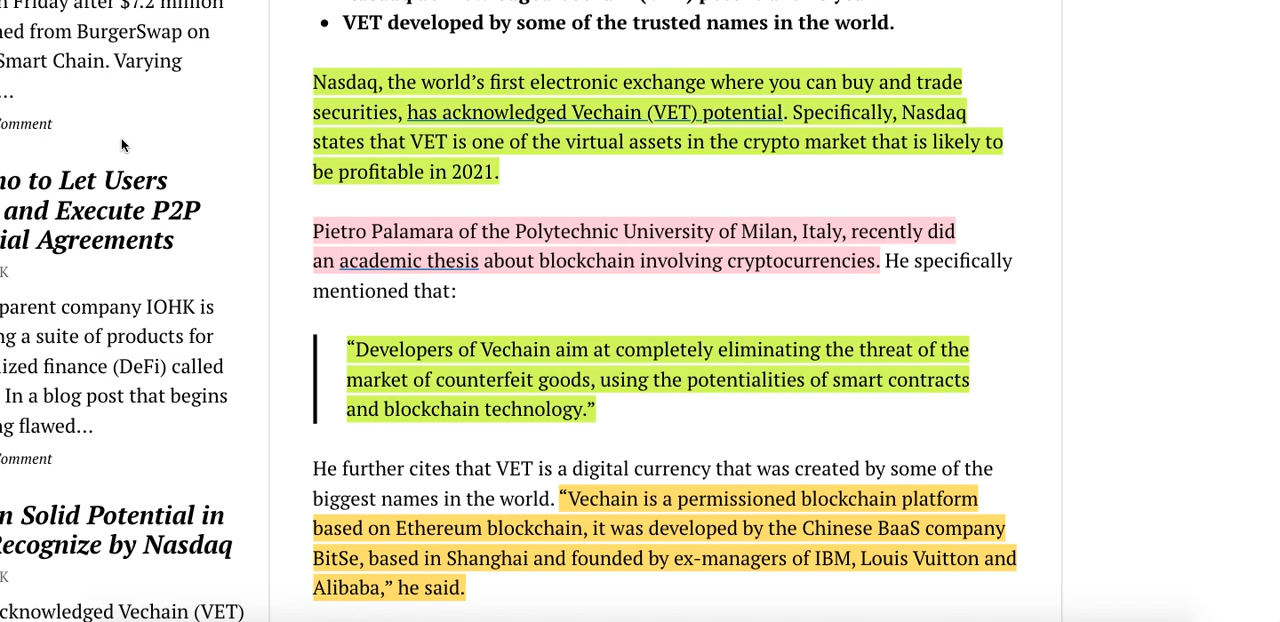 n Friday after $7.2 million
ned from BurgerSwap on
Smart Chain. Varying
…
Comment
no to Let Users
and Execute P2P
ial Agreements
K
parent company IOHK is
ng a suite of products for
lized finance (DeFi) called
In a blog post that begins
ng flawed…
Comment
n Solid Potential in
Recognize by Nasdaq
K
cknowledged Vechain (VET)
• VET developed by some of the trusted names in the world.
Nasdaq, the world’s first electronic exchange where you can buy and trade
securities, has acknowledged Vechain (VET) potential. Specifically, Nasdaq
states that VET is one of the virtual assets in the crypto market that is likely to
be profitable in 2021.
Pietro Palamara of the Polytechnic University of Milan, Italy, recently did
an academic thesis about blockchain involving cryptocurrencies. He specifically
mentioned that:
“Developers of Vechain aim at completely eliminating the threat of the
market of counterfeit goods, using the potentialities of smart contracts
and blockchain technology.”
He further cites that VET is a digital currency that was created by some of the
biggest names in the world. “Vechain is a permissioned blockchain platform
based on Ethereum blockchain, it was developed by the Chinese BaaS company
BitSe, based in Shanghai and founded by ex-managers of IBM, Louis Vuitton and
Alibaba,” he said.